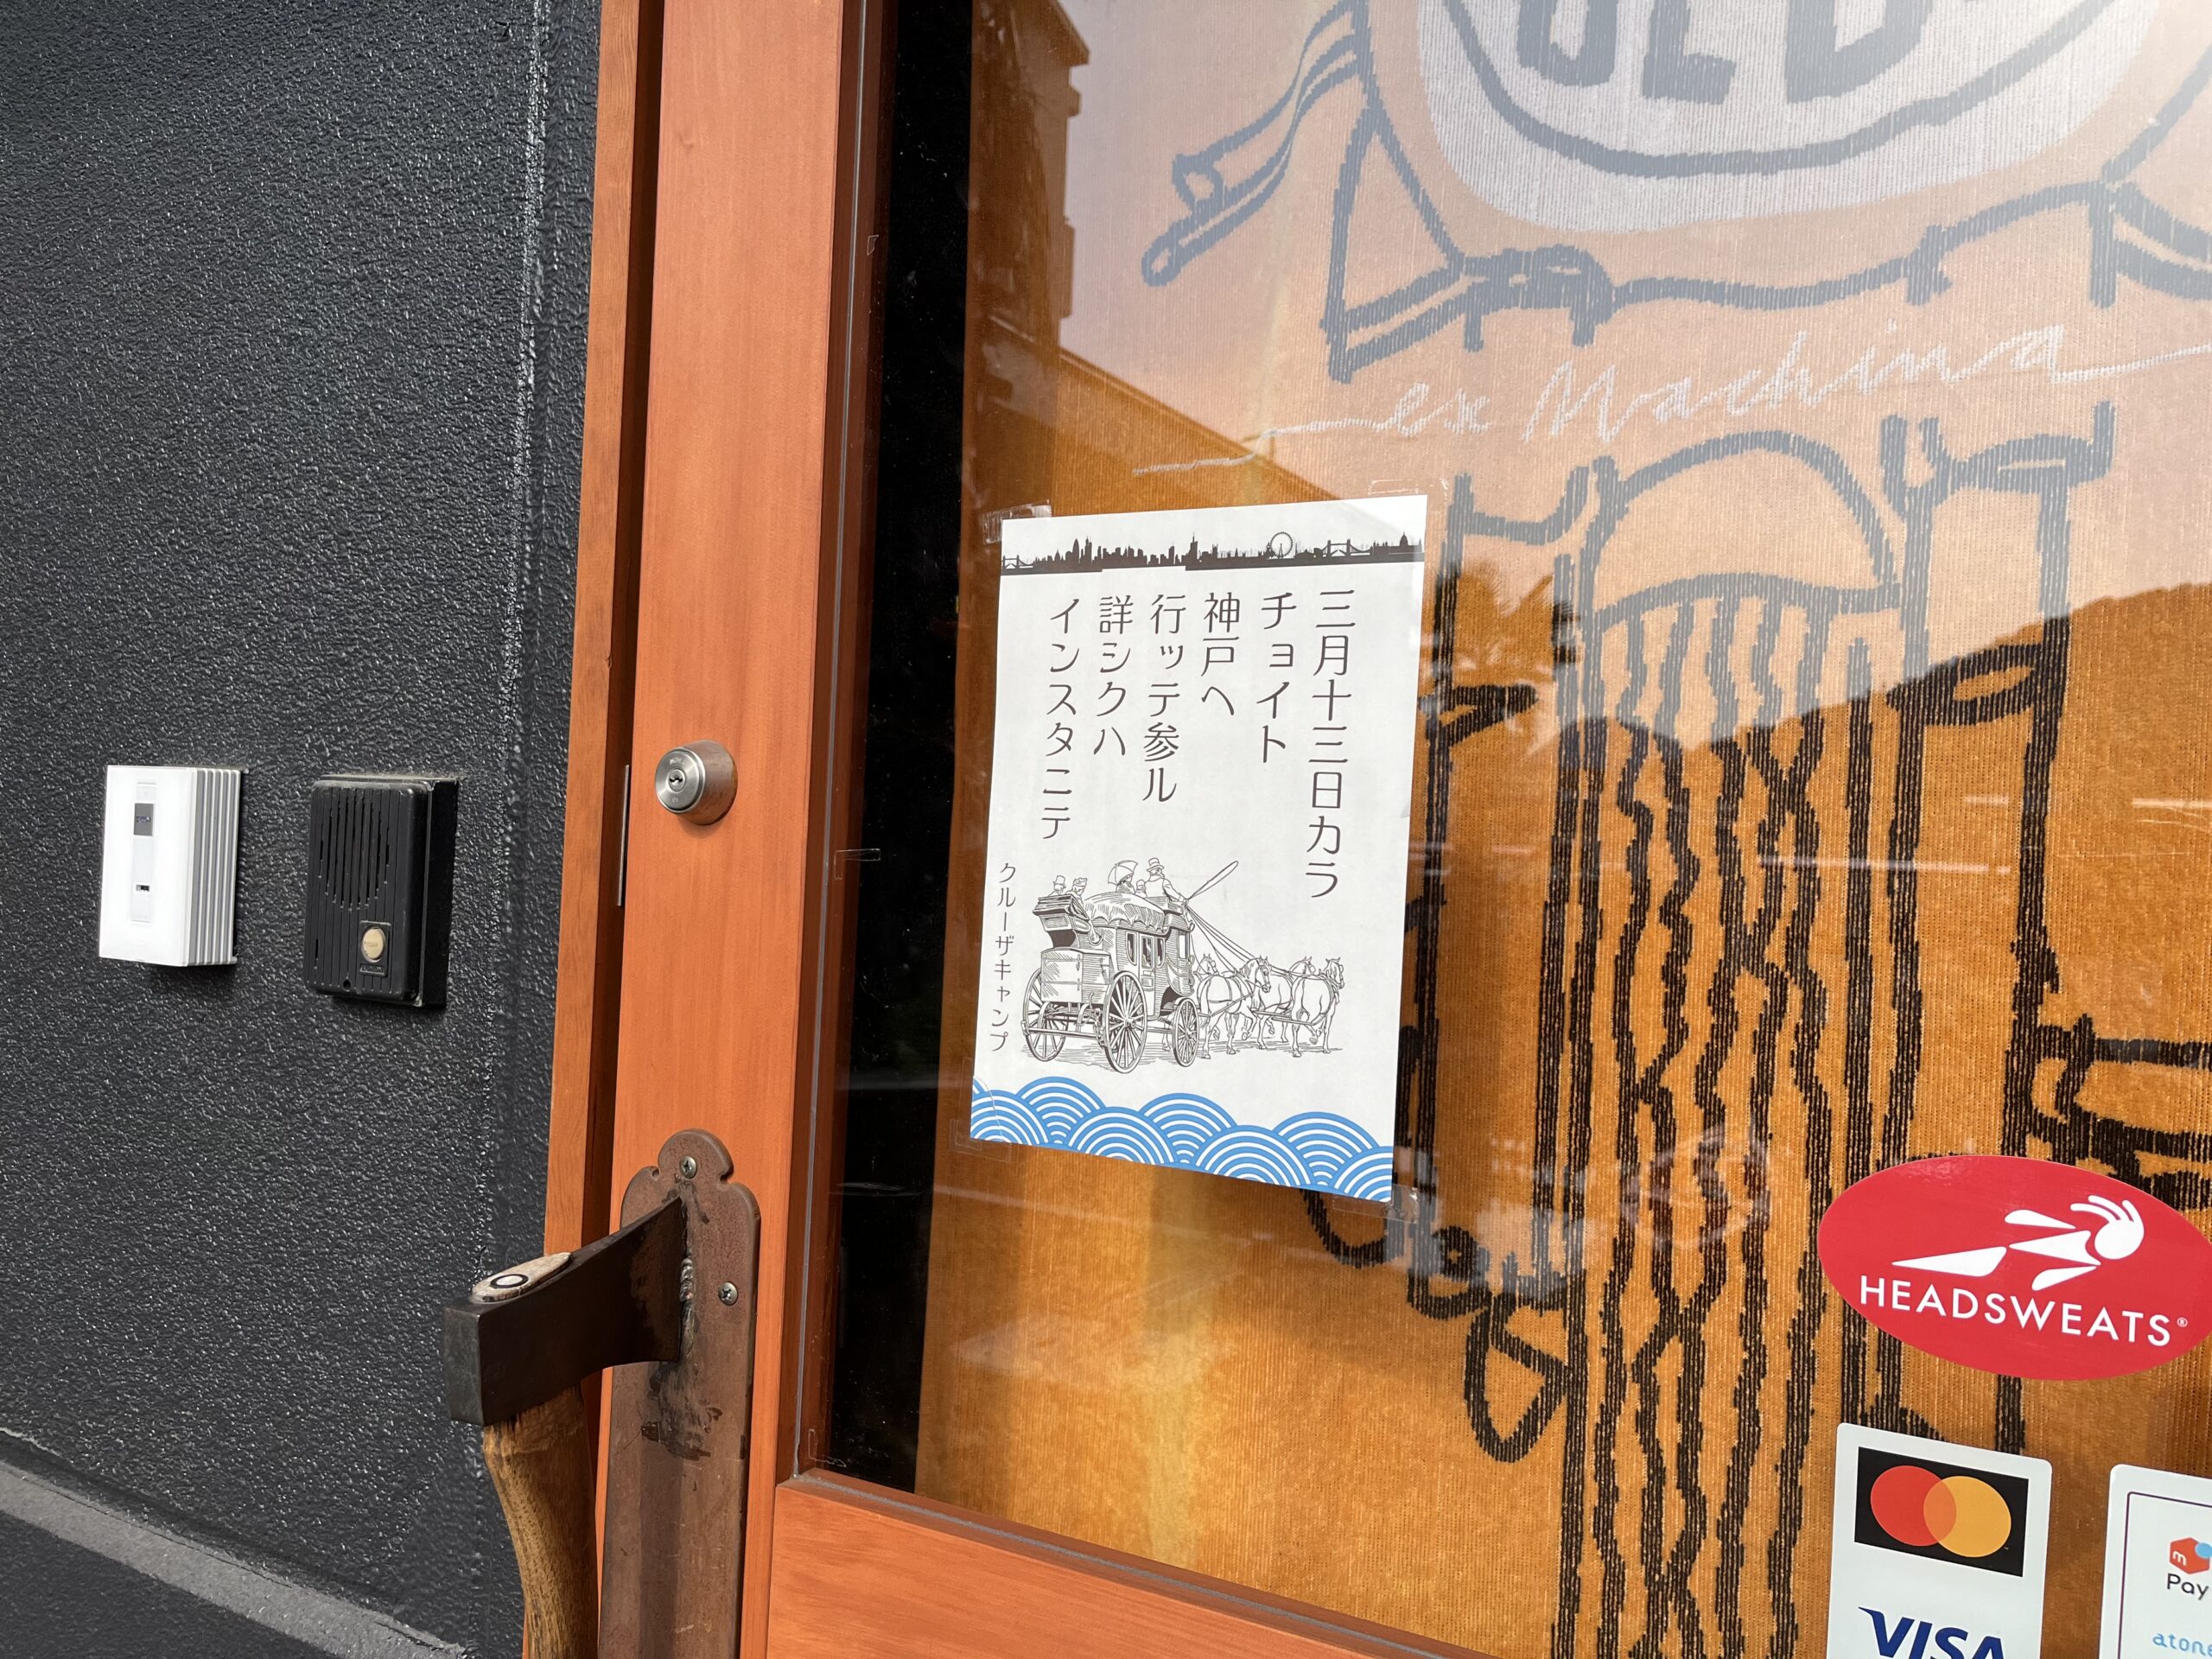 三月十三日カラ
チョイト
神戸へ
行ッテ参ル
詳シクハ
インスタニテ
クルーザキャンプ
ex Machina
HEADSWEATS®
VISA
m
Pay